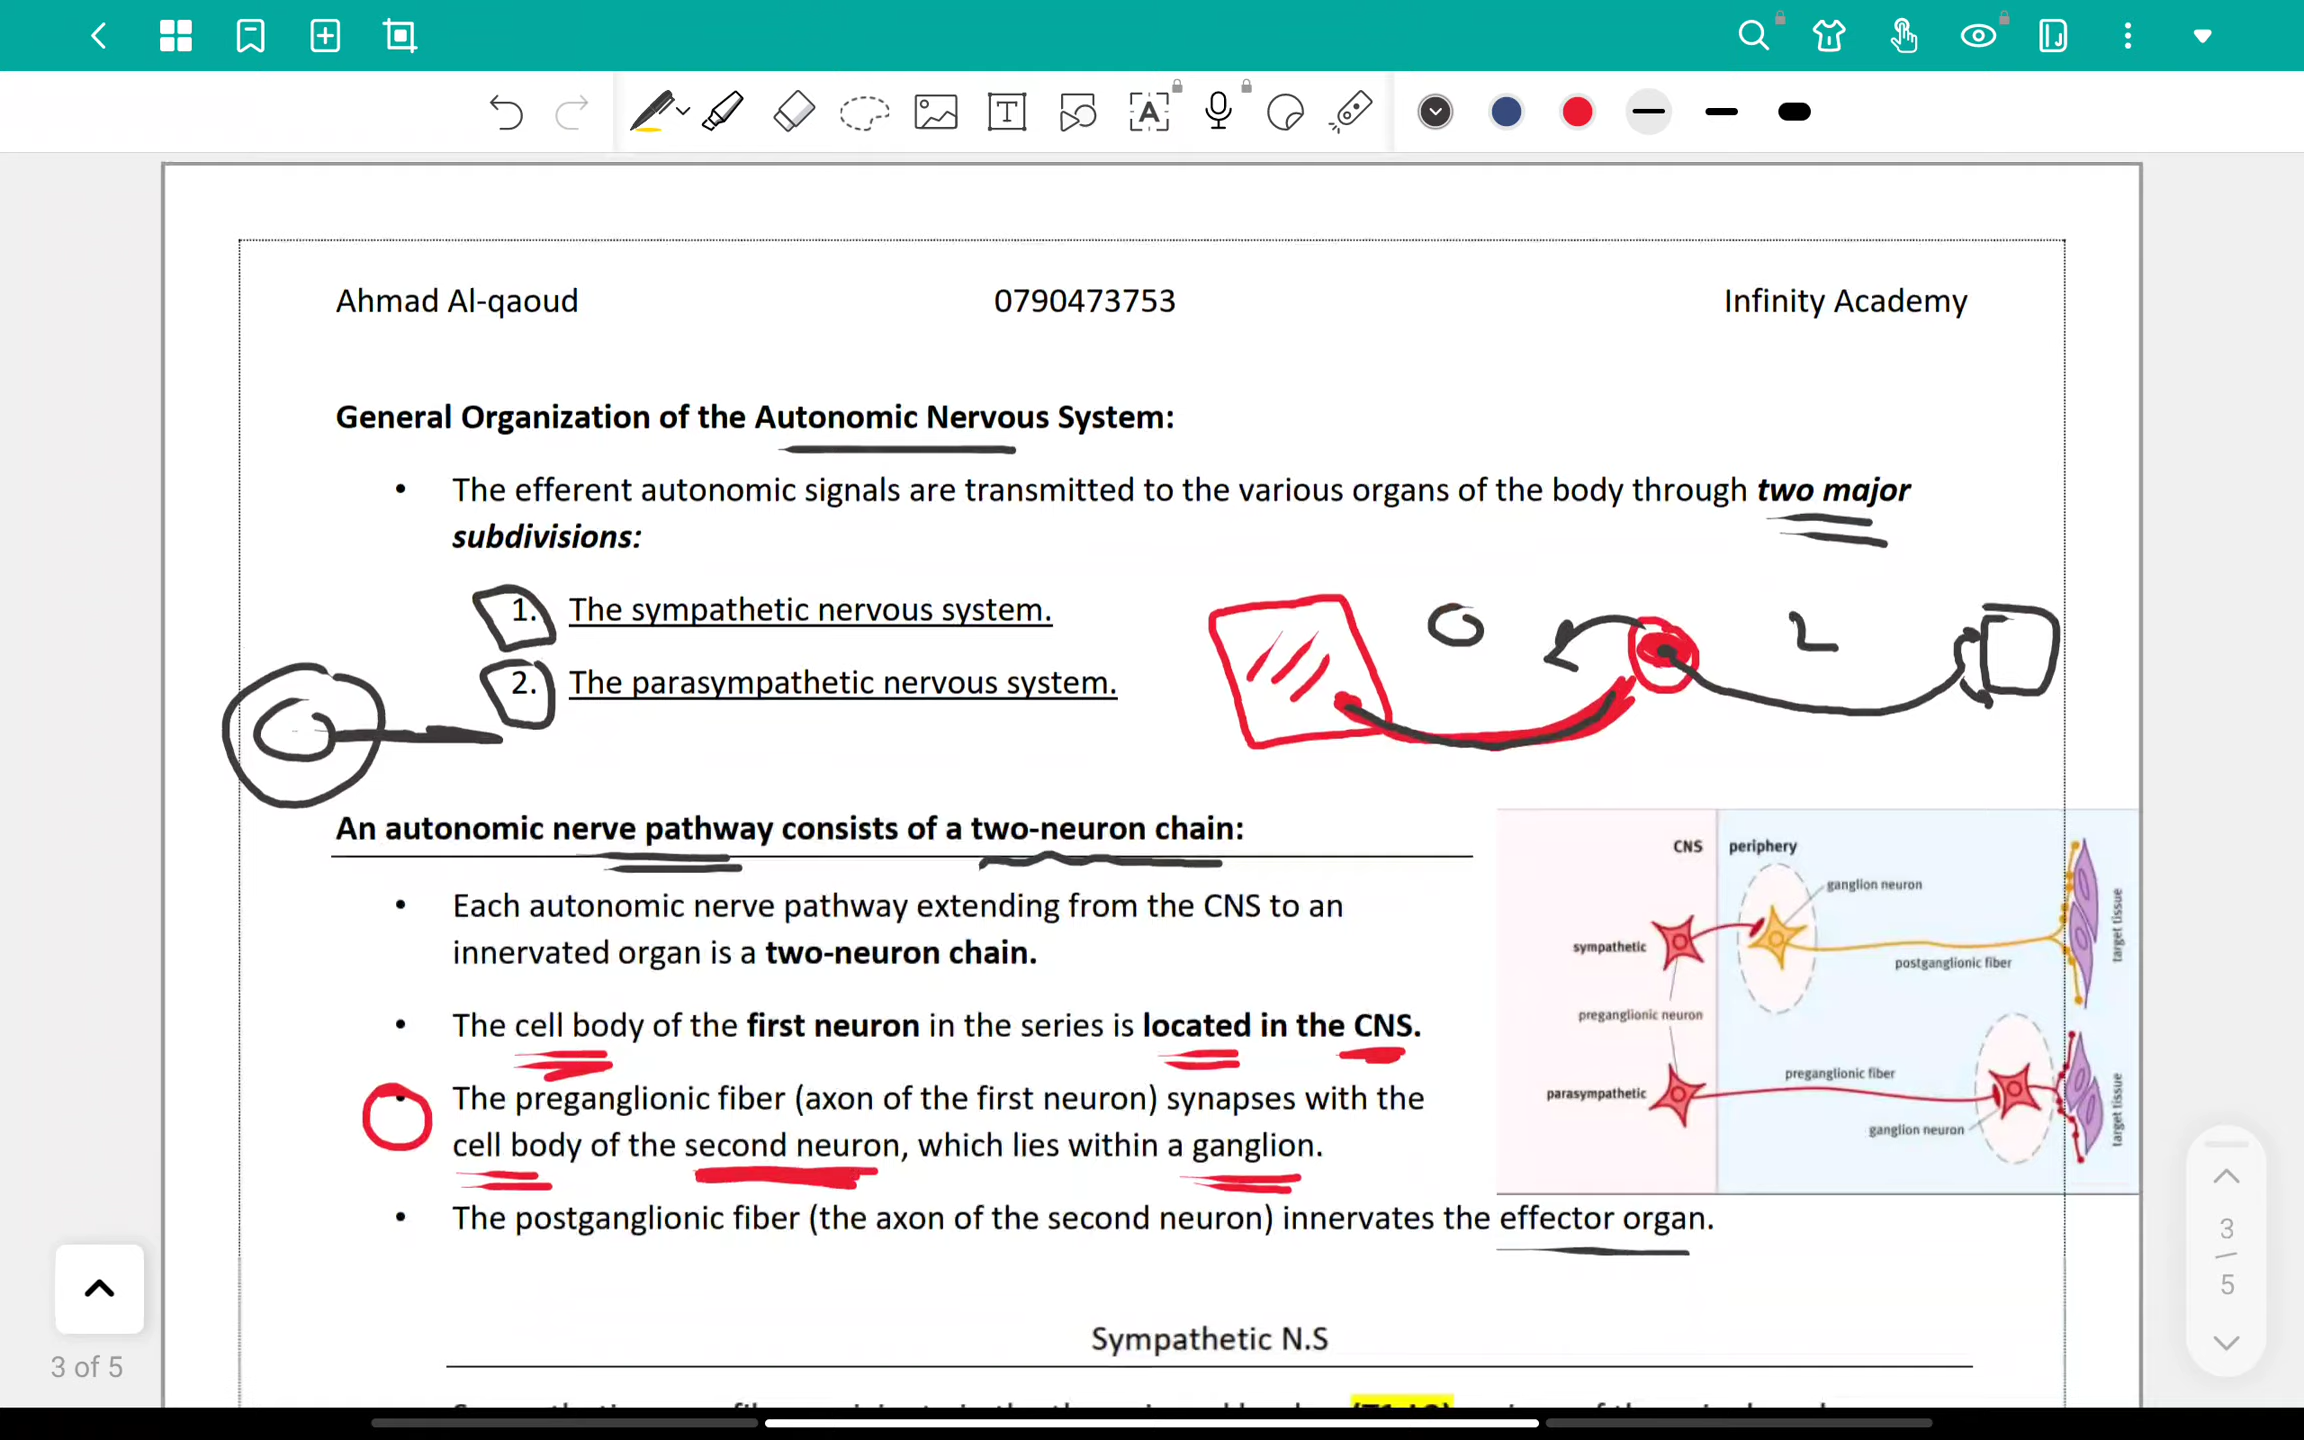 Ahmad Al-qaoud 0790473753 Infinity Academy
General Organization of the Autonomic Nervous System:
• The efferent autonomic signals are transmitted to the various organs of the body through two major
subdivisions:
1. The sympathetic nervous system.
2. The parasympathetic nervous system.
2
An autonomic nerve pathway consists of a two-neuron chain:
• Each autonomic nerve pathway extending from the CNS to an
innervated organ is a two-neuron chain.
• The cell body of the first neuron in the series is located in the CNS.
• The preganglionic fiber (axon of the first neuron) synapses with the
cell body of the second neuron, which lies within a ganglion.
• The postganglionic fiber (the axon of the second neuron) innervates the effector organ.
CNS periphery
ganglion neuron
sympathetic
postganglionic fiber
target tissue
preganglionic neuron
preganglionic fiber
parasympathetic
ganglion neuron
target tissue
Sympathetic N.S
3 of 5
3
/
5